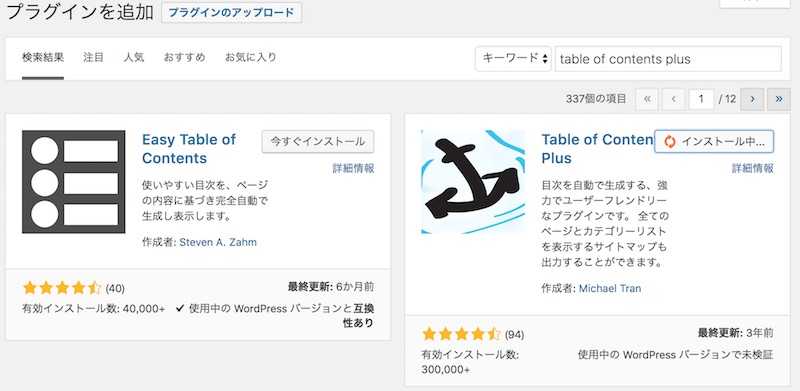 プラグインを追加 プラグインのアップロード
検索結果 注目 人気 おすすめ お気に入り キーワード table of contents plus
337個の項目 « ‹ 1 / 12 › »
Easy Table of
Contents
今すぐインストール
詳細情報
使いやすい目次を、ページ
の内容に基づき完全自動で
生成し表示します。
作成者: Steven A. Zahm
(40)
最終更新: 6か月前
有効インストール数: 40,000+
✔ 使用中の WordPress バージョンと互換
性あり
Table of Conten
Plus
インストール中...
詳細情報
目次を自動で生成する、強
力でユーザーフレンドリー
なプラグインです。 全ての
ページとカテゴリーリスト
を表示するサイトマップも
出力することができます。
作成者: Michael Tran
(94)
最終更新: 3年前
有効インストール数:
300,000+
使用中の WordPress バージョンで未検証